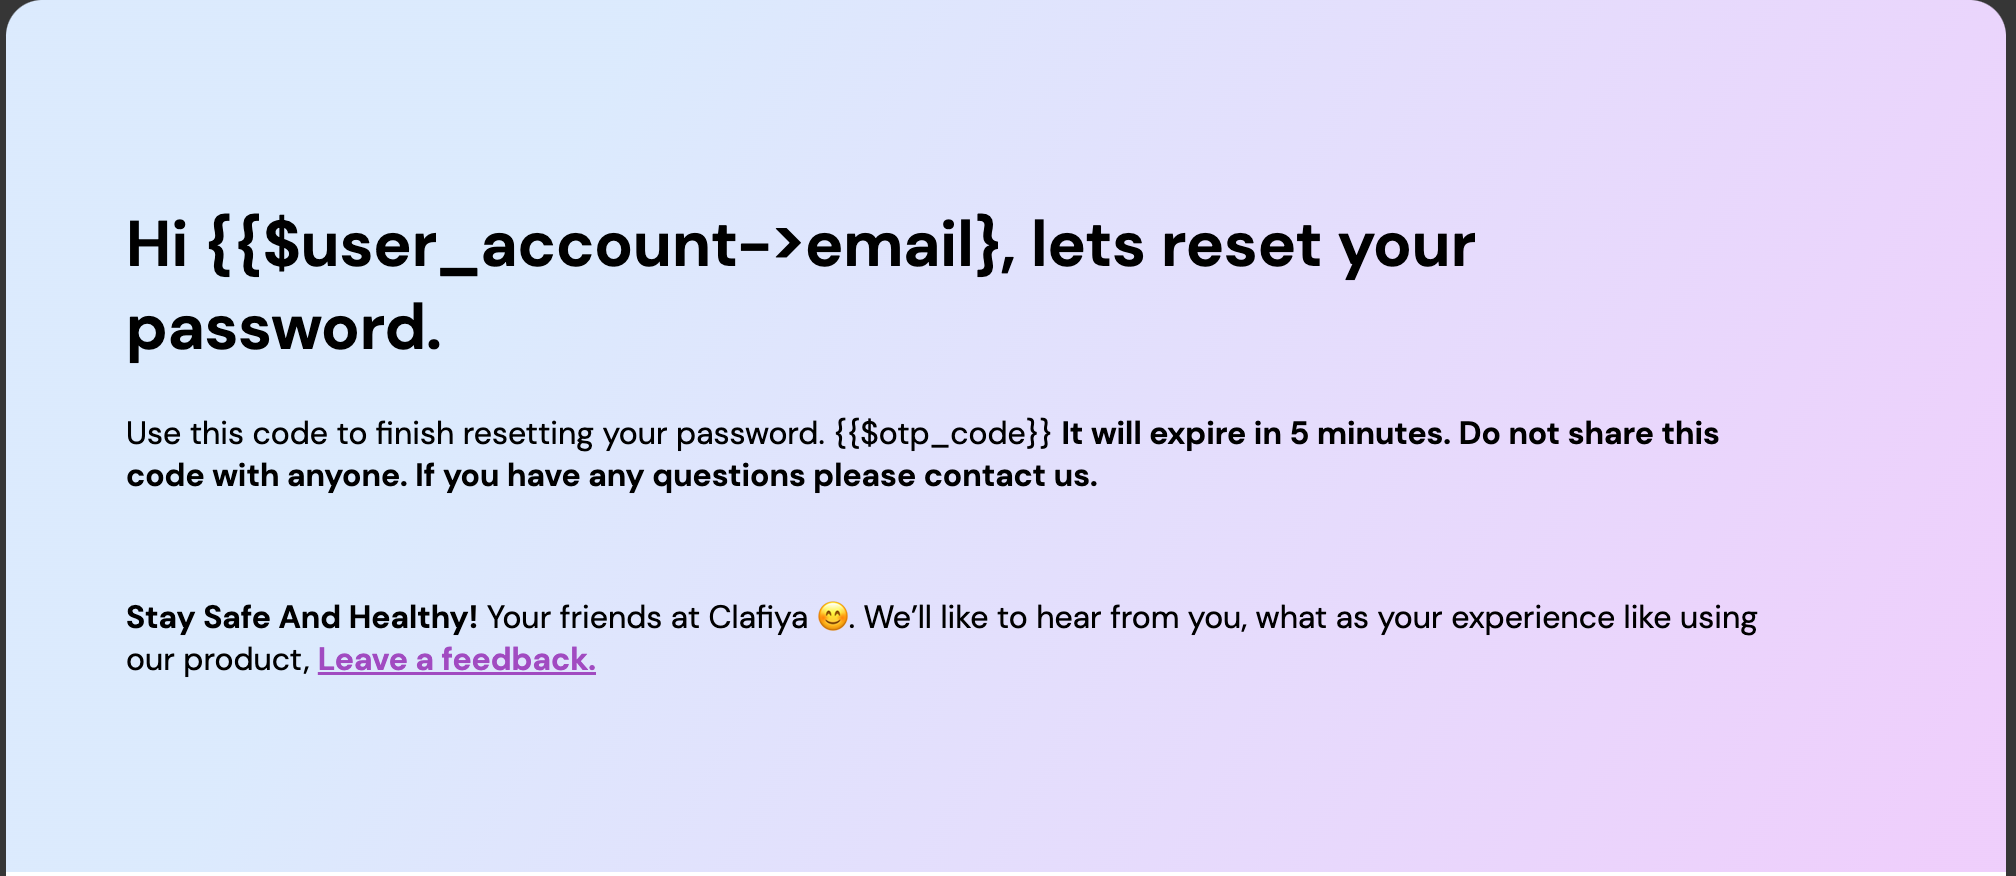 Hi {{$user_account->email}, lets reset your
password.
Use this code to finish resetting your password. {{$otp_code}} It will expire in 5 minutes. Do not share this
code with anyone. If you have any questions please contact us.
Stay Safe And Healthy! Your friends at Clafiya 😊. We’ll like to hear from you, what as your experience like using
our product, Leave a feedback.